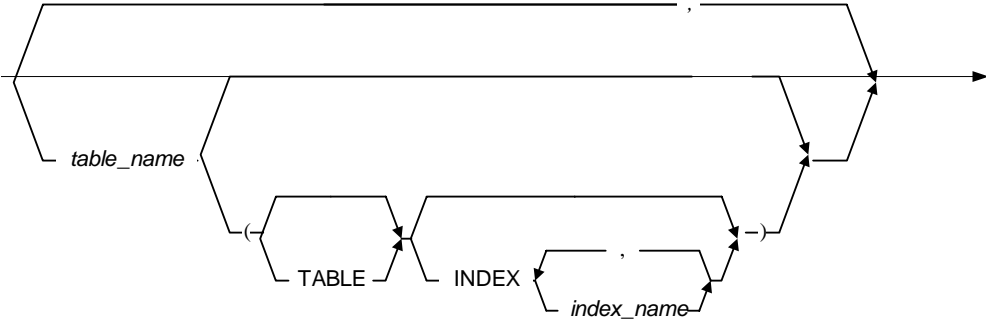 ,
table_name
(
)
,
TABLE
INDEX
index_name